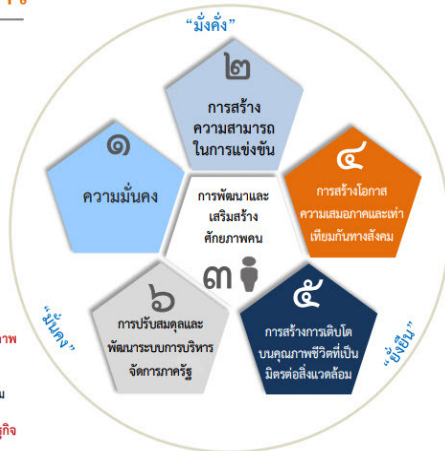 "มั่งคั่ง"
๒
การสร้าง
ความสามารถ
ในการแข่งขัน
๑
ความมั่นคง
๔
การสร้างโอกาส
ความเสมอภาคและเท่า
เทียมกันทางสังคม
การพัฒนาและ
เสริมสร้าง
ศักยภาพคน
๓
๖
การปรับสมดุลและ
พัฒนาระบบการบริหาร
จัดการภาครัฐ
๕
การสร้างการเติบโต
บนคุณภาพชีวิตที่เป็น
มิตรต่อสิ่งแวดล้อม
"มั่นคง"
"ยั่งยืน"